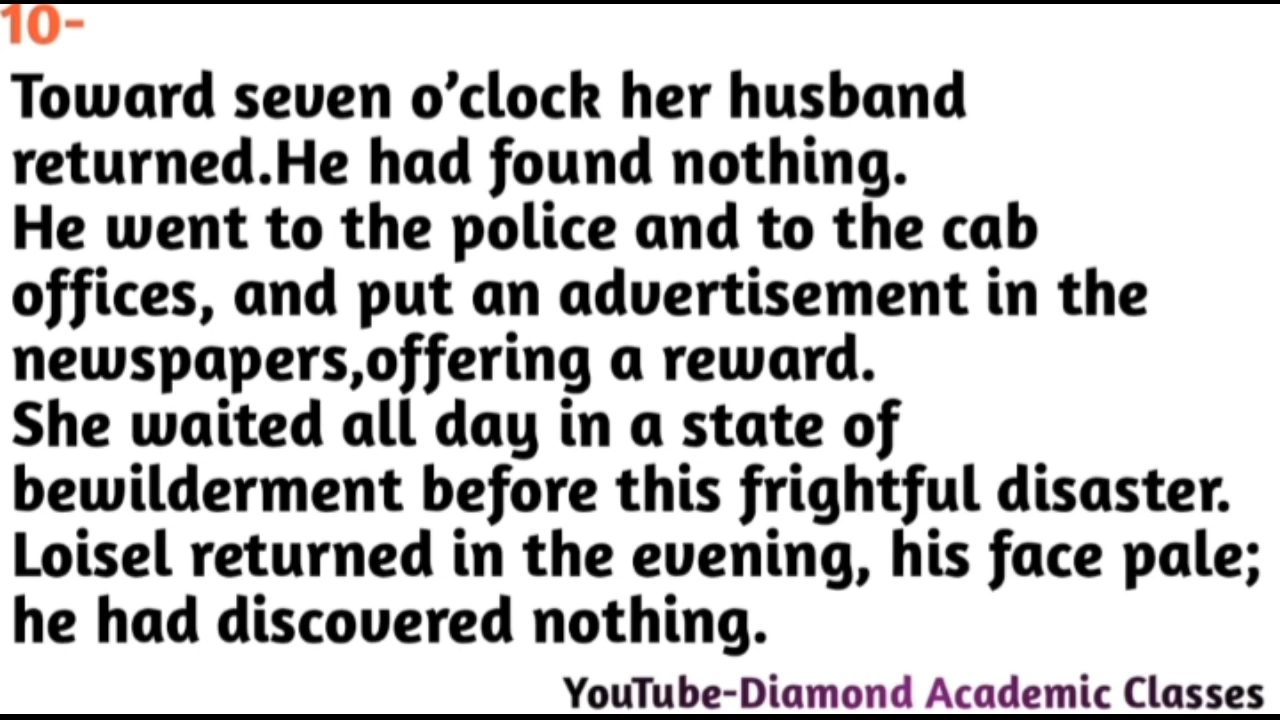 10-
Toward seven o’clock her husband
returned.He had found nothing.
He went to the police and to the cab
offices, and put an advertisement in the
newspapers,offering a reward.
She waited all day in a state of
bewilderment before this frightful disaster.
Loisel returned in the evening, his face pale;
he had discovered nothing.
YouTube-Diamond Academic Classes